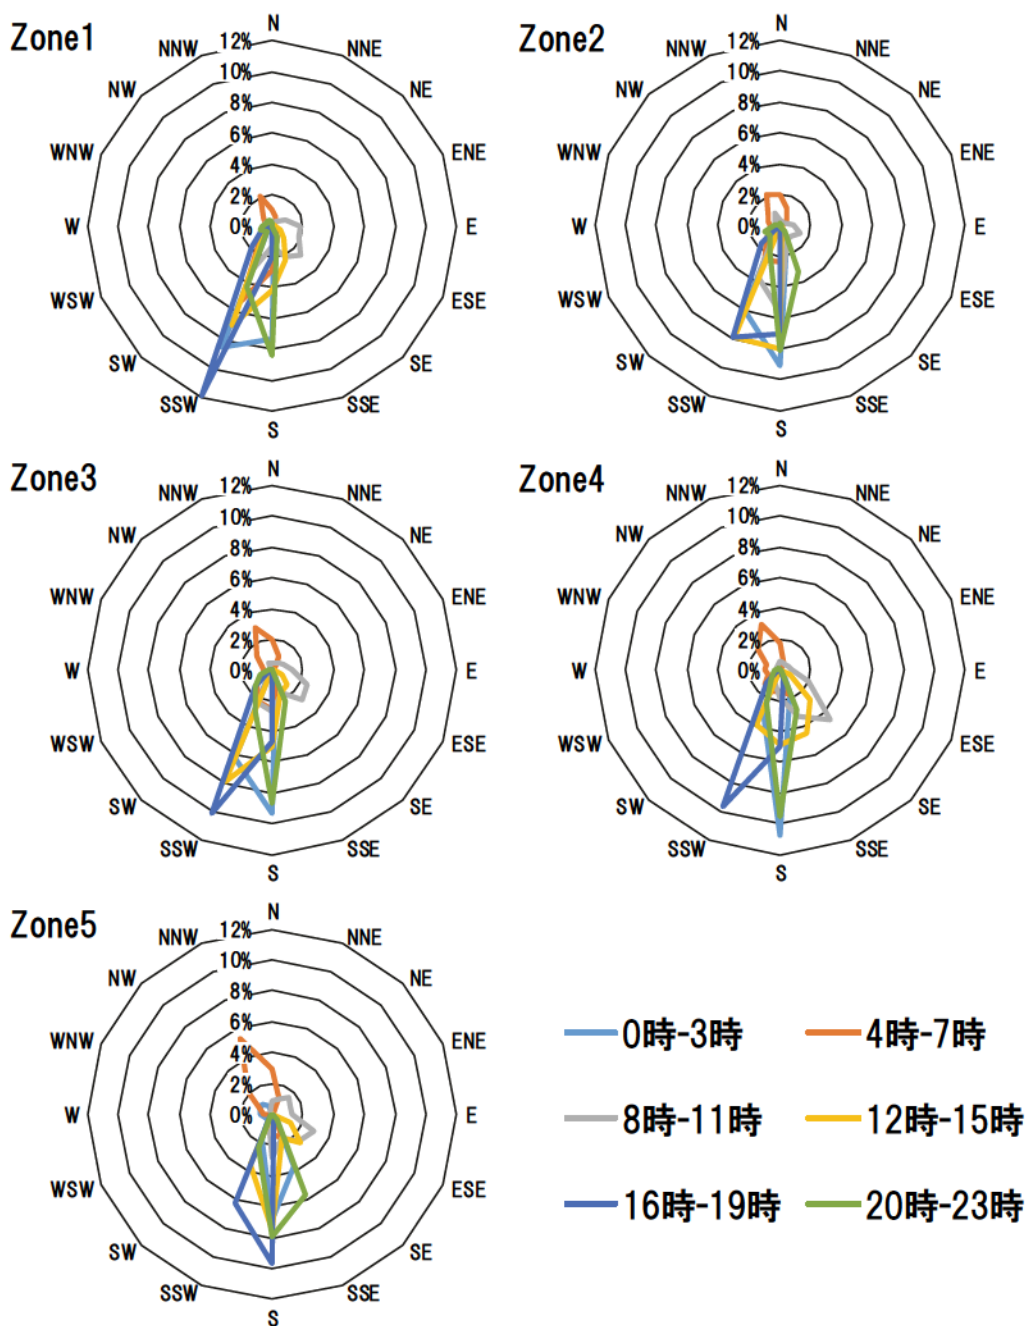 Zone1
N
NNE
NE
ENE
E
ESE
SE
SSE
S
SSW
SW
WSW
W
WNW
NW
NNW
12%
10%
8%
6%
4%
2%
0%
Zone2
N
NNE
NE
ENE
E
ESE
SE
SSE
S
SSW
SW
WSW
W
WNW
NW
NNW
12%
10%
8%
6%
4%
2%
0%
Zone3
N
NNE
NE
ENE
E
ESE
SE
SSE
S
SSW
SW
WSW
W
WNW
NW
NNW
12%
10%
8%
6%
4%
2%
0%
Zone4
N
NNE
NE
ENE
E
ESE
SE
SSE
S
SSW
SW
WSW
W
WNW
NW
NNW
12%
10%
8%
6%
4%
2%
0%
Zone5
N
NNE
NE
ENE
E
ESE
SE
SSE
S
SSW
SW
WSW
W
WNW
NW
NNW
12%
10%
8%
6%
4%
2%
0%
0時-3時
4時-7時
8時-11時
12時-15時
16時-19時
20時-23時